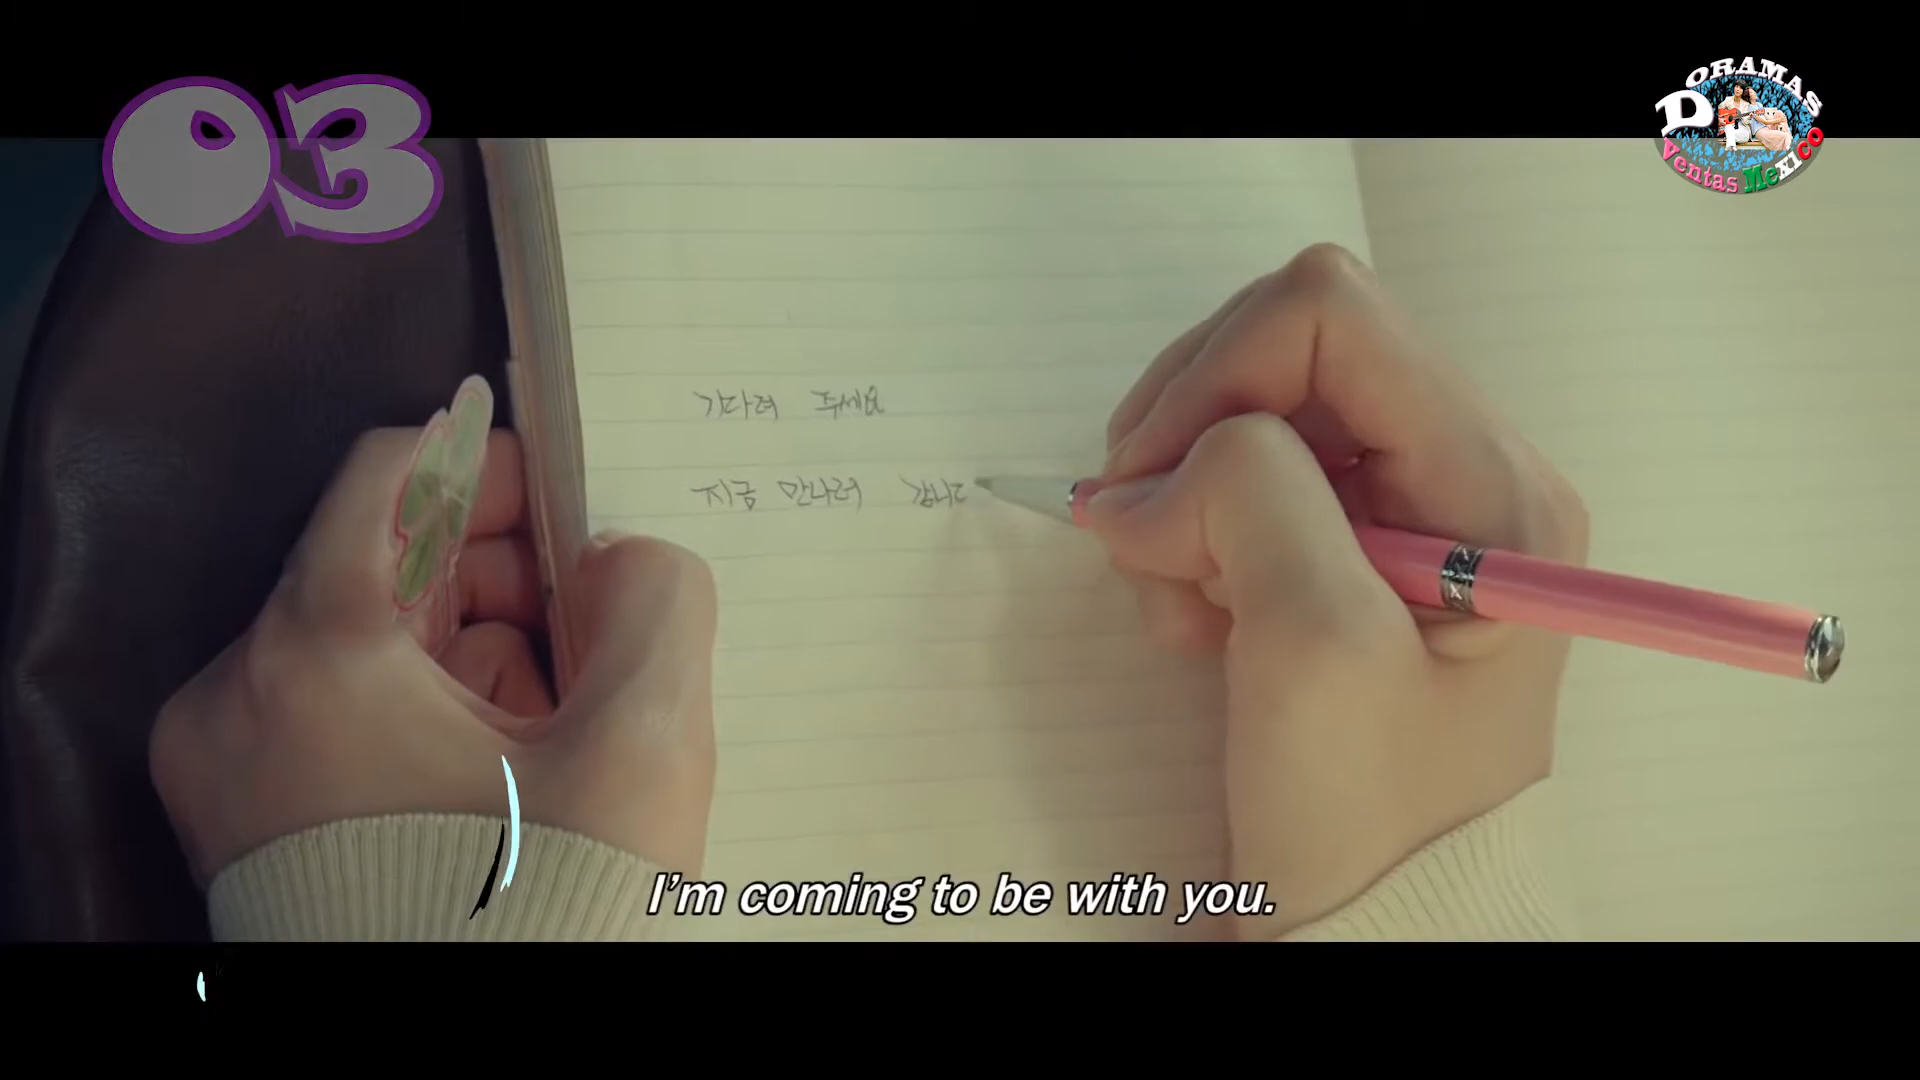 03
DORAMAS
Ventas MexIco
기다려 주세요
지금 만나러 갑니다
I'm coming to be with you.